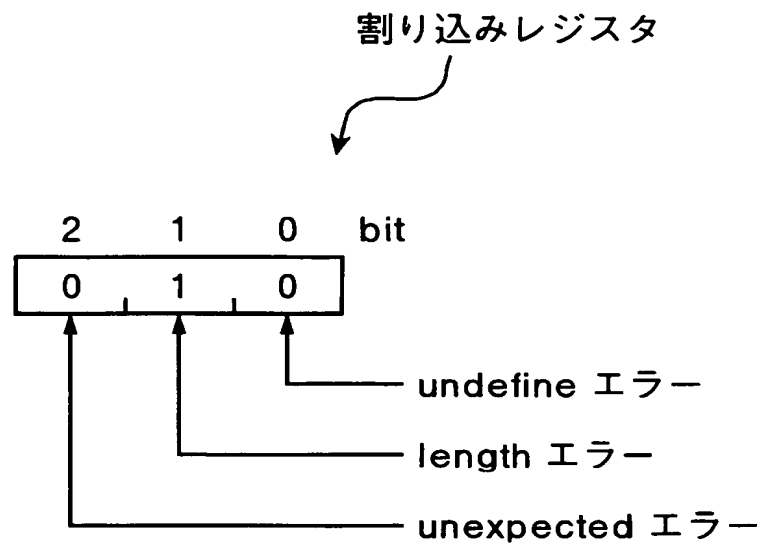 割り込みレジスタ
2 1 0 bit
0 1 0
undefine エラー
length エラー
unexpected エラー